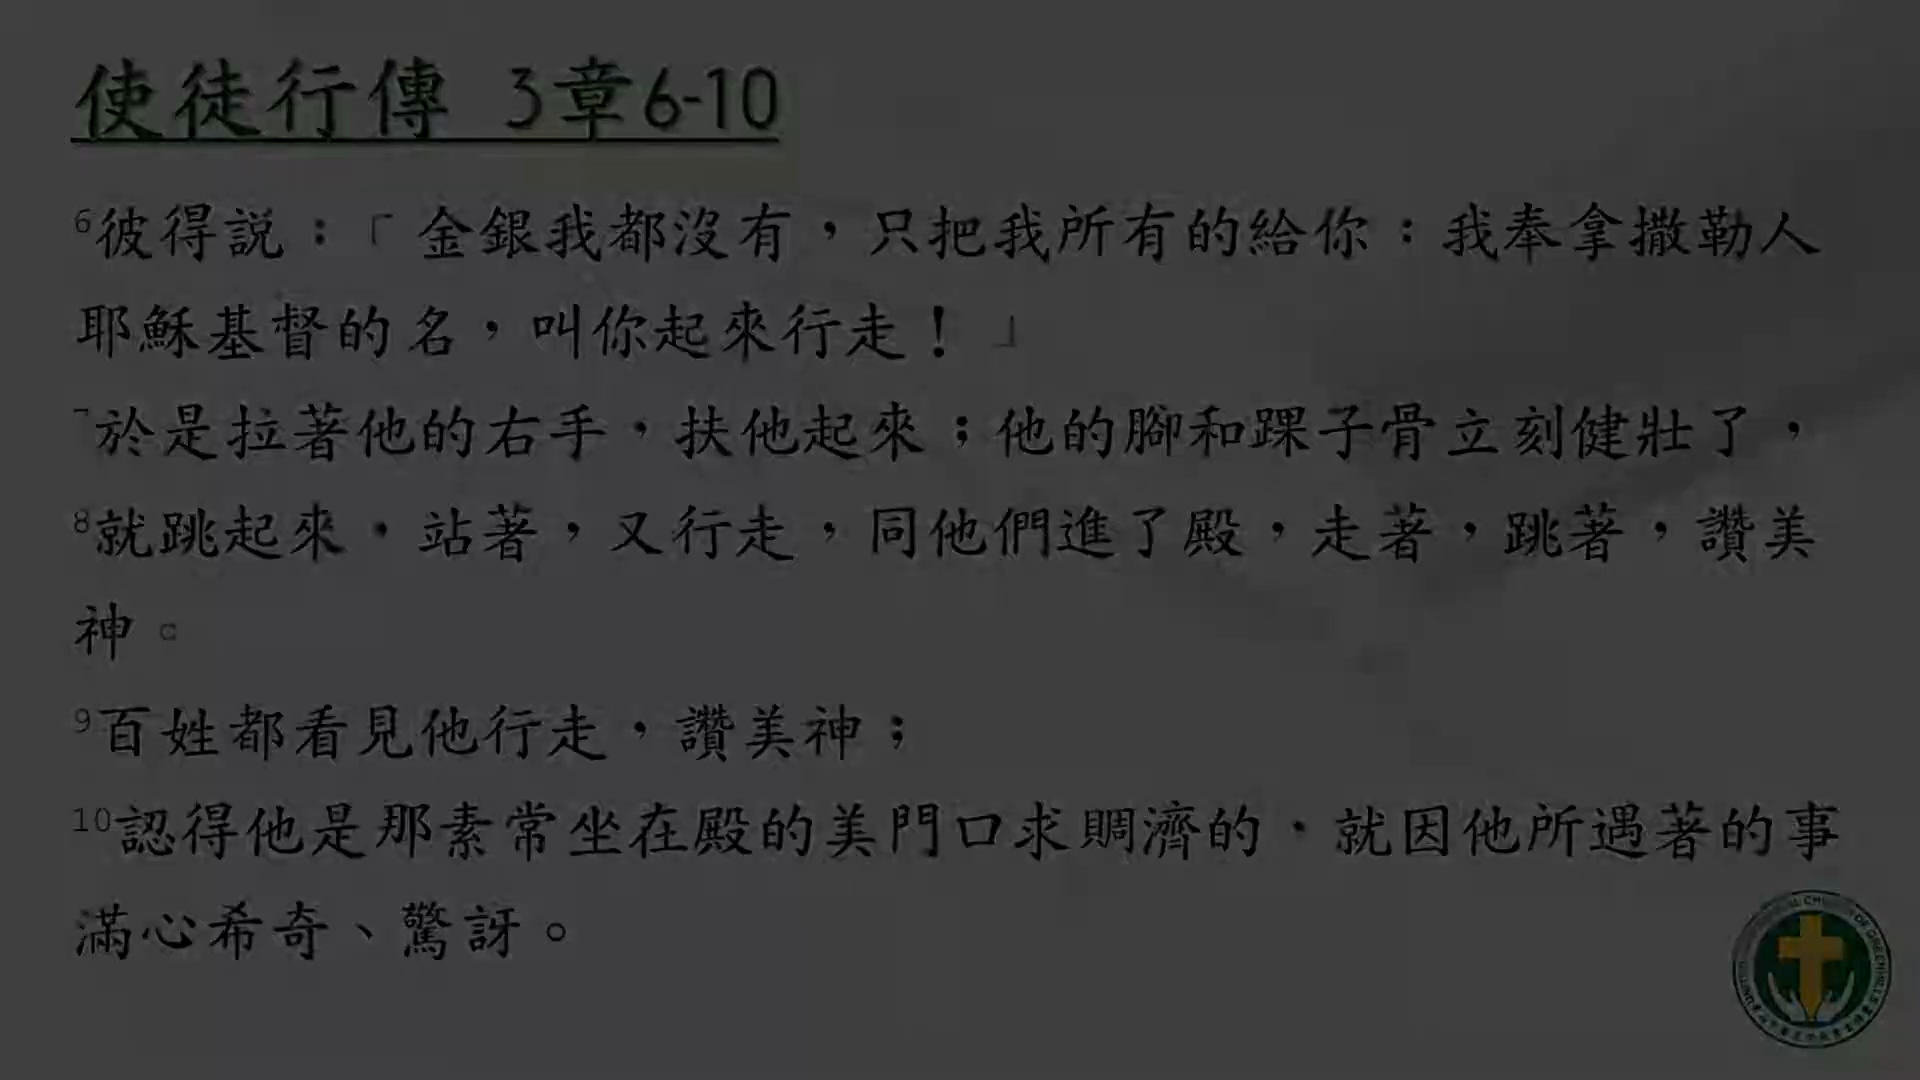 使徒行傳 3章6-10
6彼得説：「金銀我都沒有，只把我所有的給你：我奉拿撒勒人
耶穌基督的名，叫你起來行走！」
7於是拉著他的右手，扶他起來；他的腳和踝子骨立刻健壯了，
8就跳起來，站著，又行走，同他們進了殿，走著，跳著，讚美
神。
9百姓都看見他行走，讚美神；
10認得他是那素常坐在殿的美門口求賙濟的，就因他所遇著的事
滿心希奇、驚訝。